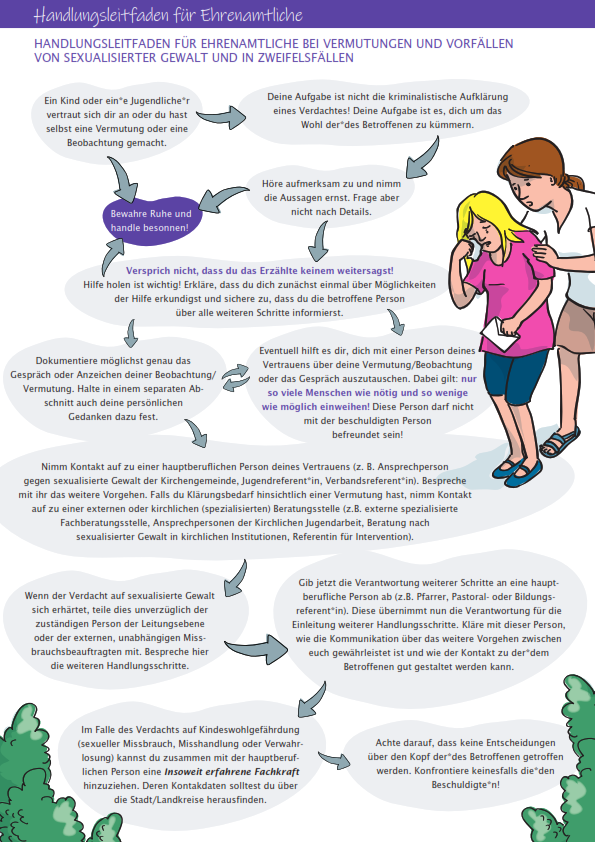 Handlungsleitfaden für Ehrenamtliche
HANDLUNGSLEITFADEN FÜR EHRENAMTLICHE BEI VERMUTUNGEN UND VORFÄLLEN
VON SEXUALISIERTER GEWALT UND IN ZWEIFELSFÄLLEN
Ein Kind oder ein*e Jugendliche*r
vertraut sich dir an oder du hast
selbst eine Vermutung oder eine
Beobachtung gemacht.
Deine Aufgabe ist nicht die kriminalistische Aufklärung
eines Verdachtes! Deine Aufgabe ist es, dich um das
Wohl der*des Betroffenen zu kümmern.
Höre aufmerksam zu und nimm
die Aussagen ernst. Frage aber
nicht nach Details.
Bewahre Ruhe und
handle besonnen!
Versprich nicht, dass du das Erzählte keinem weitersagst!
Hilfe holen ist wichtig! Erkläre, dass du dich zunächst einmal über Möglichkeiten
der Hilfe erkundigst und sichere zu, dass du die betroffene Person
über alle weiteren Schritte informierst.
Dokumentiere möglichst genau das
Gespräch oder Anzeichen deiner Beobachtung/
Vermutung. Halte in einem separaten Ab-
schnitt auch deine persönlichen
Gedanken dazu fest.
Eventuell hilft es dir, dich mit einer Person deines
Vertrauens über deine Vermutung/Beobachtung
oder das Gespräch auszutauschen. Dabei gilt: nur
so viele Menschen wie nötig und so wenige
wie möglich einweihen! Diese Person darf nicht
mit der beschuldigten Person
befreundet sein!
Nimm Kontakt auf zu einer hauptberuflichen Person deines Vertrauens (z. B. Ansprechperson
gegen sexualisierte Gewalt der Kirchengemeinde, Jugendreferent*in, Verbandsreferent*in). Bespreche
mit ihr das weitere Vorgehen. Falls du Klärungsbedarf hinsichtlich einer Vermutung hast, nimm Kontakt
auf zu einer externen oder kirchlichen (spezialisierten) Beratungsstelle (z.B. externe spezialisierte
Fachberatungsstelle, Ansprechpersonen der Kirchlichen Jugendarbeit, Beratung nach
sexualisierter Gewalt in kirchlichen Institutionen, Referentin für Intervention).
Wenn der Verdacht auf sexualisierte Gewalt
sich erhärtet, teile dies unverzüglich der
zuständigen Person der Leitungsebene
oder der externen, unabhängigen Miss-
brauchsbeauftragten mit. Bespreche hier
die weiteren Handlungsschritte.
Gib jetzt die Verantwortung weiterer Schritte an eine haupt-
berufliche Person ab (z.B. Pfarrer, Pastoral- oder Bildungs-
referent*in). Diese übernimmt nun die Verantwortung für die
Einleitung weiterer Handlungsschritte. Kläre mit dieser Person,
wie die Kommunikation über das weitere Vorgehen zwischen
euch gewährleistet ist und wie der Kontakt zu der*dem
Betroffenen gut gestaltet werden kann.
Im Falle des Verdachts auf Kindeswohlgefährdung
(sexueller Missbrauch, Misshandlung oder Verwahr-
losung) kannst du zusammen mit der hauptberuf-
lichen Person eine Insoweit erfahrene Fachkraft
hinzuziehen. Deren Kontakdaten solltest du über
die Stadt/Landkreise herausfinden.
Achte darauf, dass keine Entscheidungen
über den Kopf der*des Betroffenen getroffen
werden. Konfrontiere keinesfalls die*den
Beschuldigte*n!